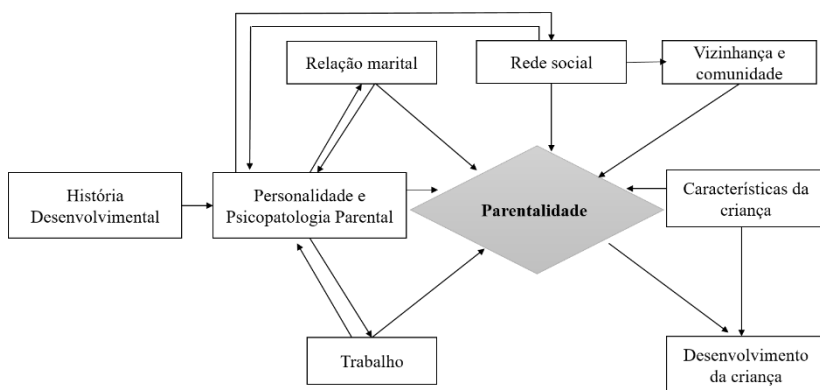 Relação marital
Rede social
Vizinhança e
comunidade
História
Desenvolvimental
Personalidade e
Psicopatologia Parental
Parentalidade
Características da
criança
Trabalho
Desenvolvimento
da criança